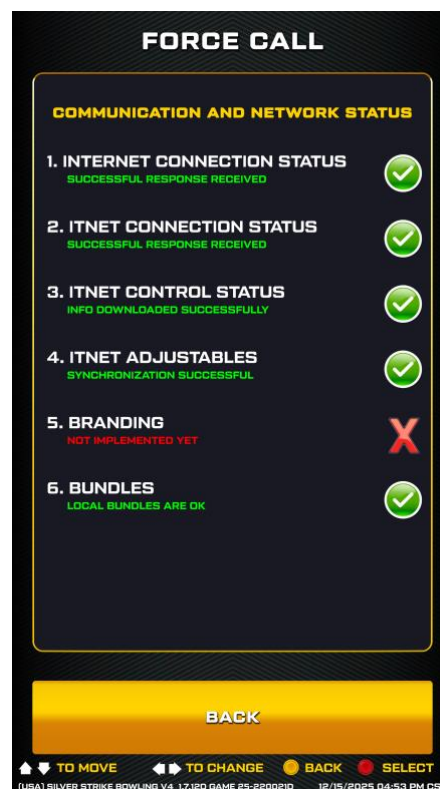 FORCE CALL
COMMUNICATION AND NETWORK STATUS
1. INTERNET CONNECTION STATUS
SUCCESSFUL RESPONSE RECEIVED
2. ITNET CONNECTION STATUS
SUCCESSFUL RESPONSE RECEIVED
3. ITNET CONTROL STATUS
INFO DOWNLOADED SUCCESSFULLY
4. ITNET ADJUSTABLES
SYNCHRONIZATION SUCCESSFUL
5. BRANDING
NOT IMPLEMENTED YET
6. BUNDLES
LOCAL BUNDLES ARE OK
BACK
TO MOVE TO CHANGE BACK SELECT
(USA) SILVER STRIKE BOWLING V4 1.7.120 GAME 25-220021D 12/15/2025 04:53 PM CS